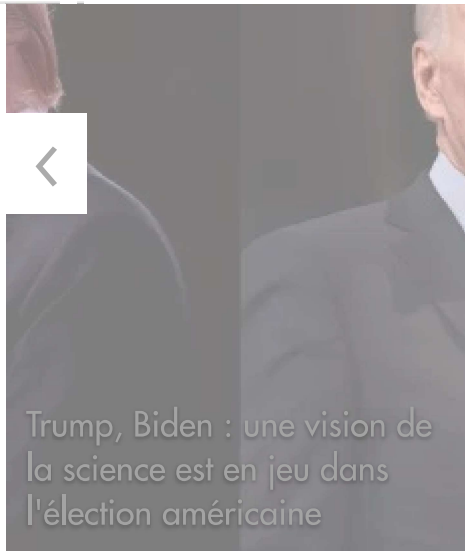 Trump, Biden : une vision de
la science est en jeu dans
l'élection américaine